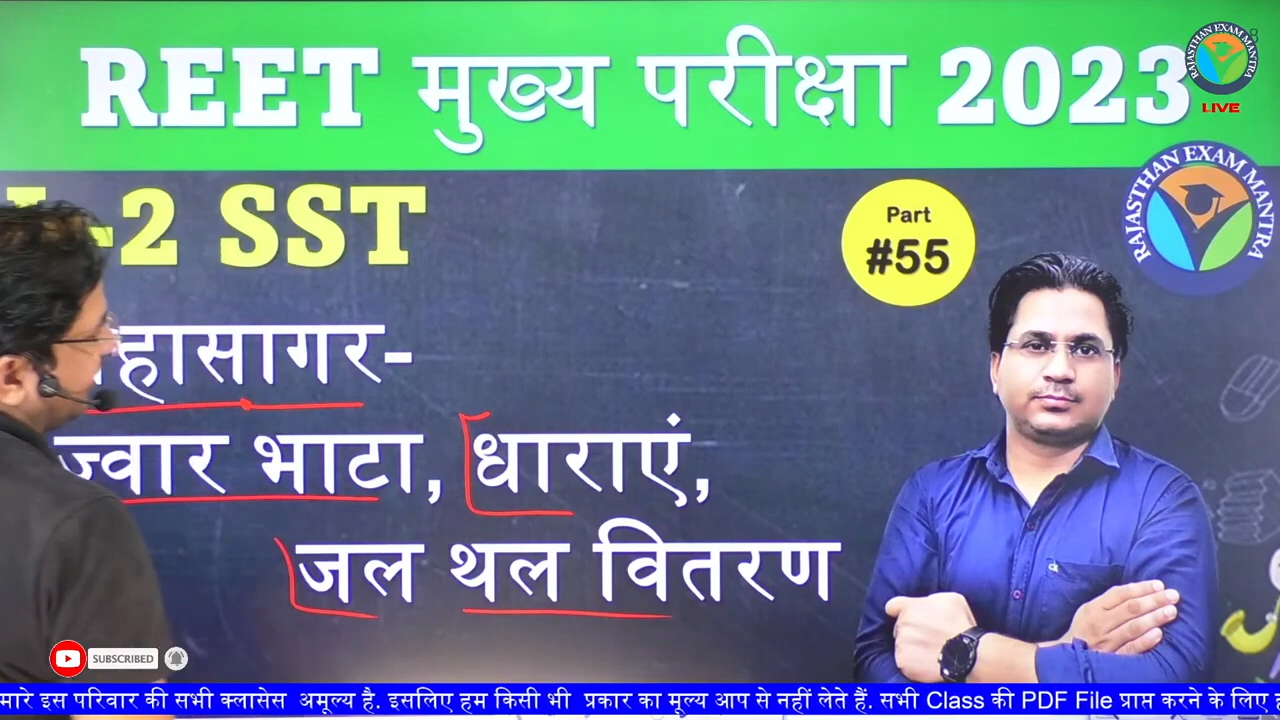 REET मुख्य परीक्षा 2023
RAJASTHAN EXAM MANTRA
LIVE
-2 SST
Part
#55
RAJASTHAN EXAM MANTRA
हासागर-
ज्वार भाटा, धाराएं,
जल थल वितरण
SUBSCRIBED
मारे इस परिवार की सभी क्लासेस अमूल्य है. इसलिए हम किसी भी प्रकार का मूल्य आप से नहीं लेते हैं. सभी Class की PDF File प्राप्त करने के लिए